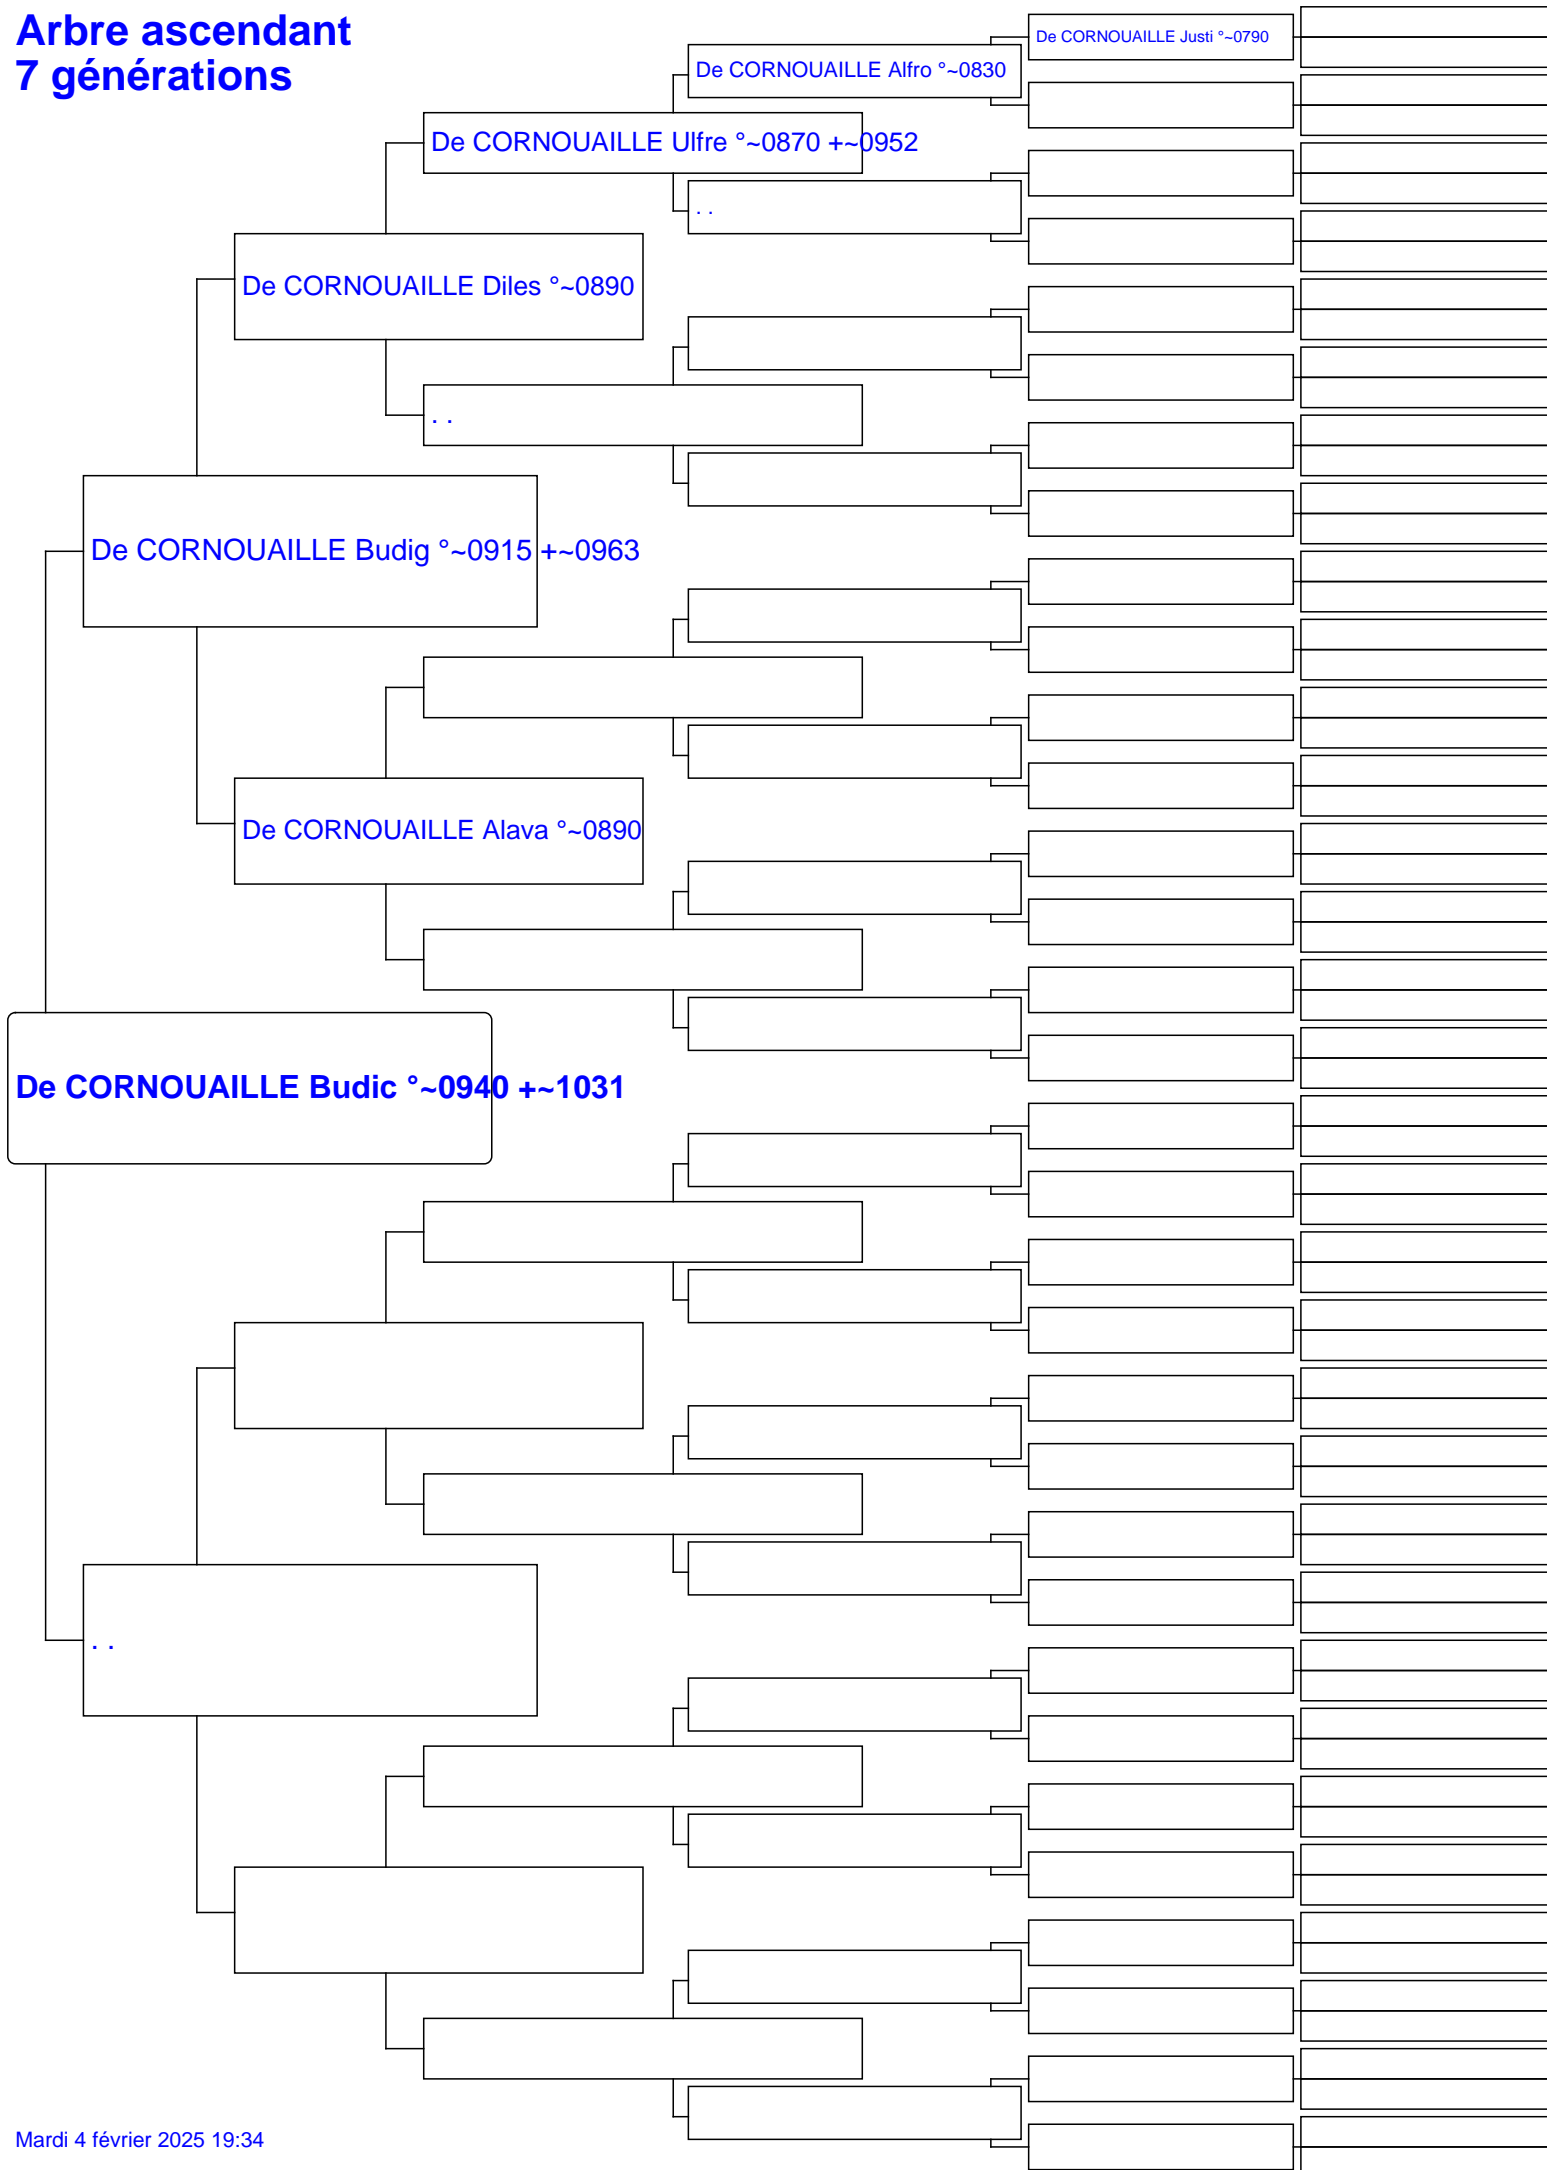 Arbre ascendant
7 générations
De CORNOUAILLE Justi °~0790
De CORNOUAILLE Alfro °~0830
De CORNOUAILLE Ulfre °~0870 +~0952
. .
De CORNOUAILLE Diles °~0890
. .
De CORNOUAILLE Budig °~0915 +~0963
De CORNOUAILLE Alava °~0890
De CORNOUAILLE Budic °~0940 +~1031
. .
Mardi 4 février 2025 19:34